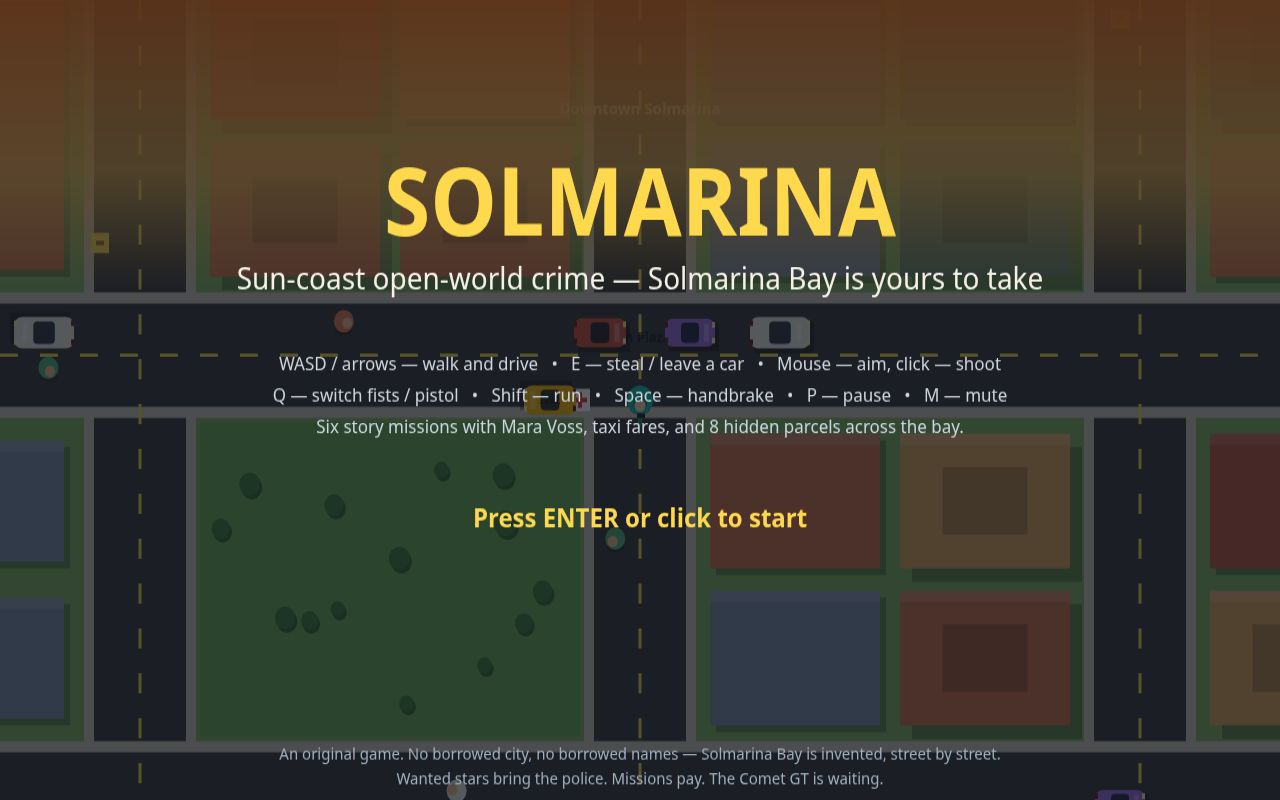 Downtown Solmarina
SOLMARINA
Sun-coast open-world crime — Solmarina Bay is yours to take
WASD / arrows — walk and drive • E — steal / leave a car • Mouse — aim, click — shoot
Q — switch fists / pistol • Shift — run • Space — handbrake • P — pause • M — mute
Six story missions with Mara Voss, taxi fares, and 8 hidden parcels across the bay.
Press ENTER or click to start
An original game. No borrowed city, no borrowed names — Solmarina Bay is invented, street by street.
Wanted stars bring the police. Missions pay. The Comet GT is waiting.